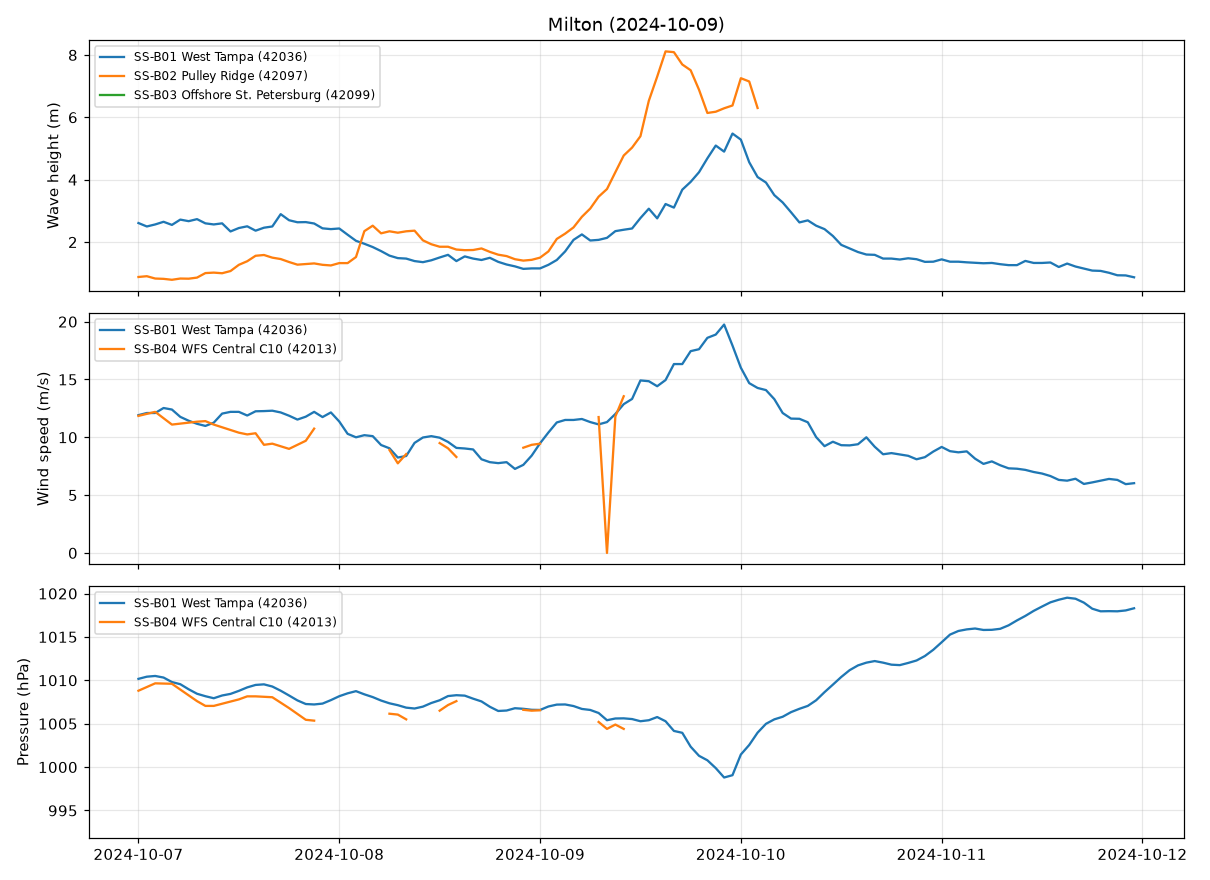 Milton (2024-10-09)
Wave height (m)
8
6
4
2
SS-B01 West Tampa (42036)
SS-B02 Pulley Ridge (42097)
SS-B03 Offshore St. Petersburg (42099)
Wind speed (m/s)
20
15
10
5
0
SS-B01 West Tampa (42036)
SS-B04 WFS Central C10 (42013)
Pressure (hPa)
1020
1015
1010
1005
1000
995
SS-B01 West Tampa (42036)
SS-B04 WFS Central C10 (42013)
2024-10-07 2024-10-08 2024-10-09 2024-10-10 2024-10-11 2024-10-12